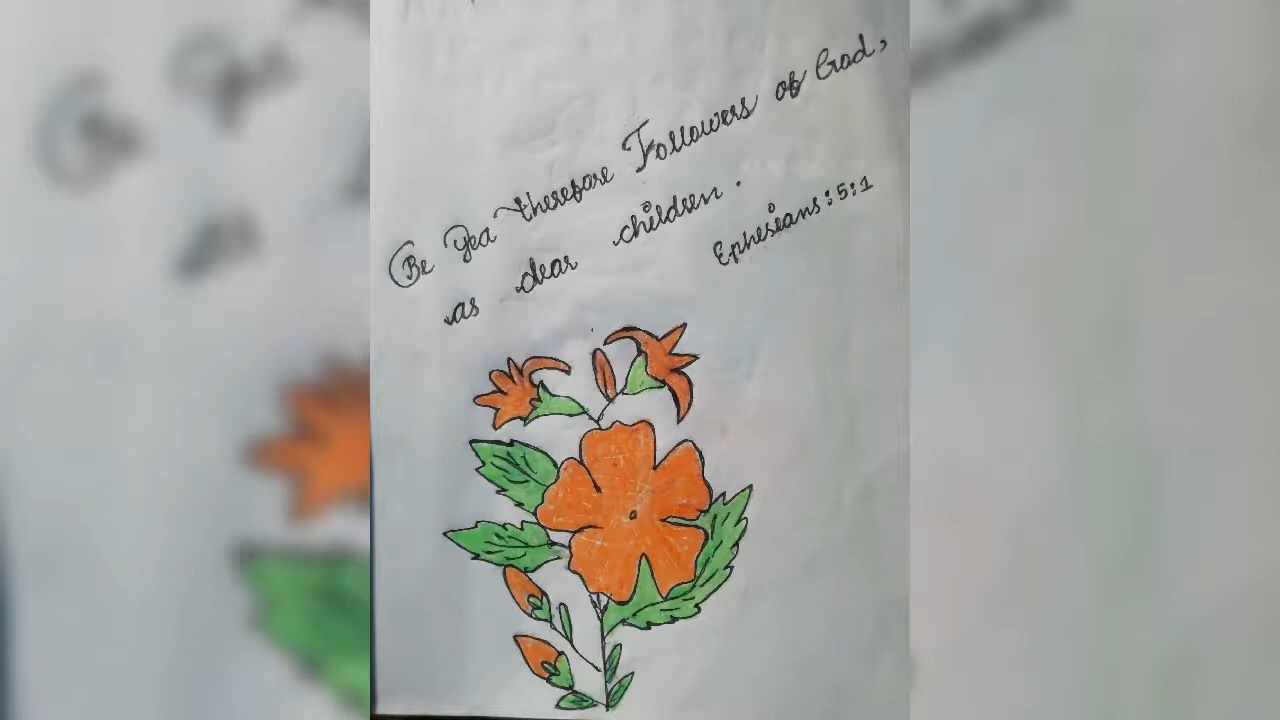 Be Yea therefore Followers of God,
as dear children.
Ephesians:5:1